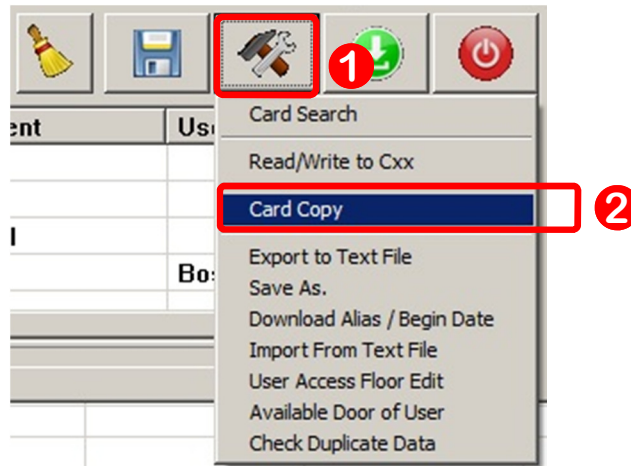 1
Card Search
ent Us
Read/Write to Cxx
Card Copy
2
Export to Text File
Save As.
Download Alias / Begin Date
Import From Text File
User Access Floor Edit
Available Door of User
Check Duplicate Data
l
Bo